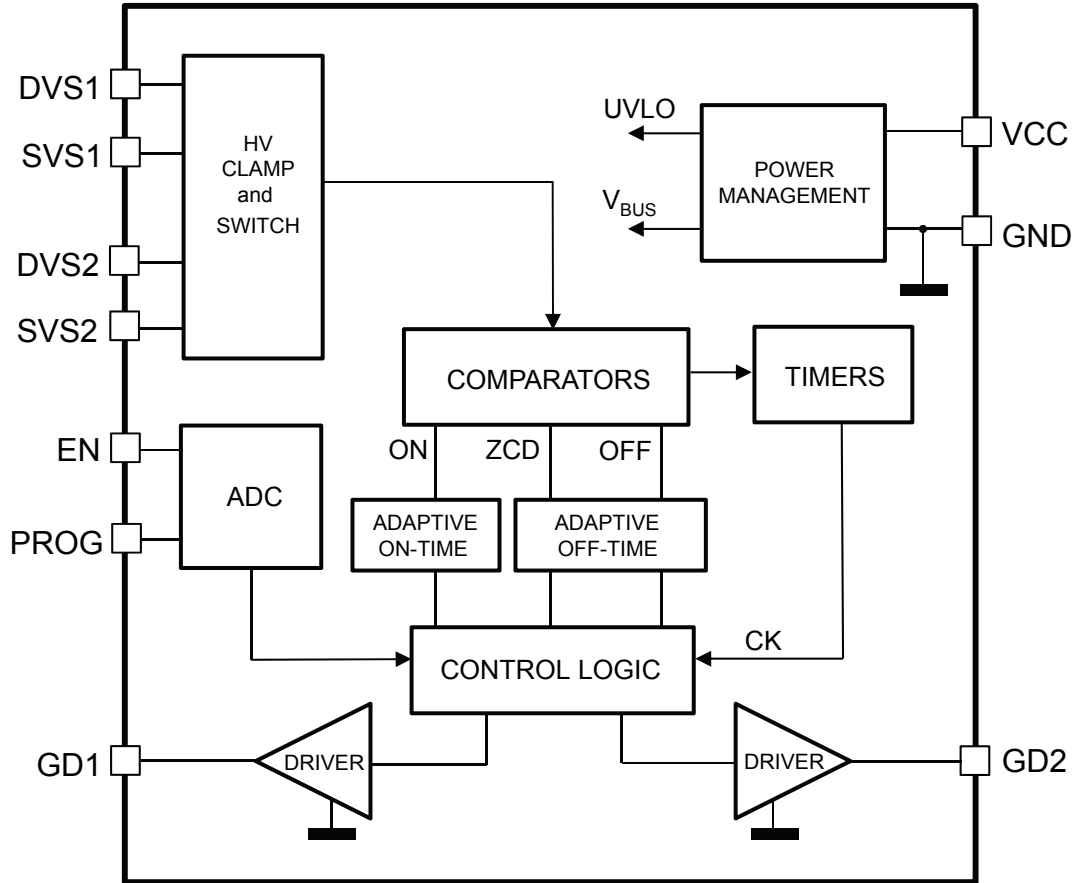 DVS1
SVS1
DVS2
SVS2
HV
CLAMP
and
SWITCH
UVLO
VBUS
POWER
MANAGEMENT
VCC
GND
COMPARATORS
TIMERS
ON
ZCD
OFF
EN
PROG
ADC
ADAPTIVE
ON-TIME
ADAPTIVE
OFF-TIME
CONTROL LOGIC
CK
GD1
DRIVER
DRIVER
GD2